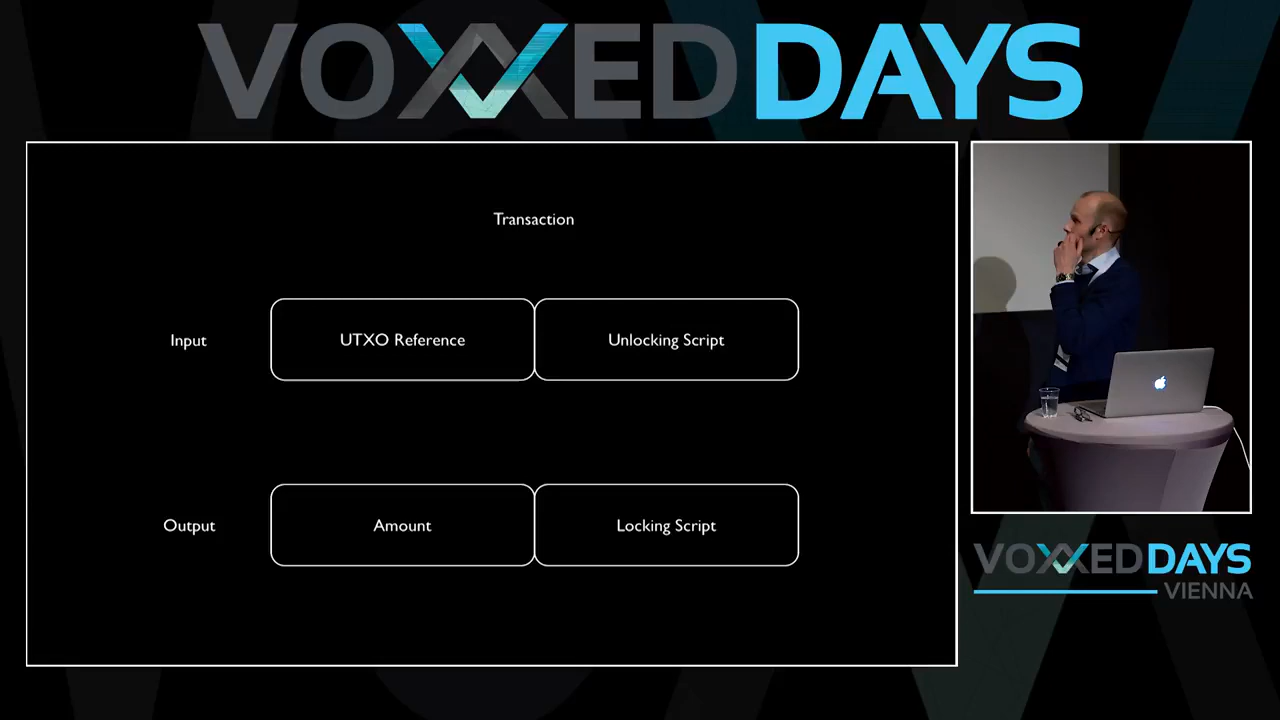 VOXXED DAYS
Transaction
Input
UTXO Reference
Unlocking Script
Output
Amount
Locking Script
VOXXED DAYS
VIENNA